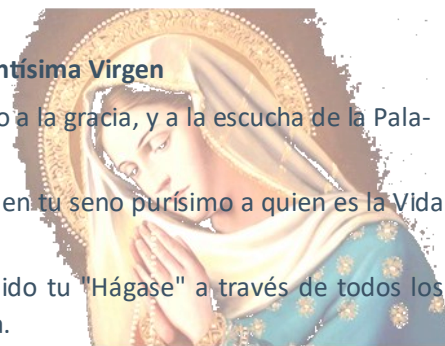 ntísima Virgen
o a la gracia, y a la escucha de la Pala-
en tu seno purísimo a quien es la Vida
ido tu "Hágase" a través de todos los